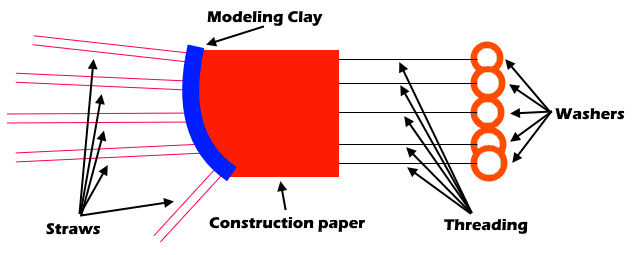 Modeling Clay
Washers
Construction paper
Threading
Straws